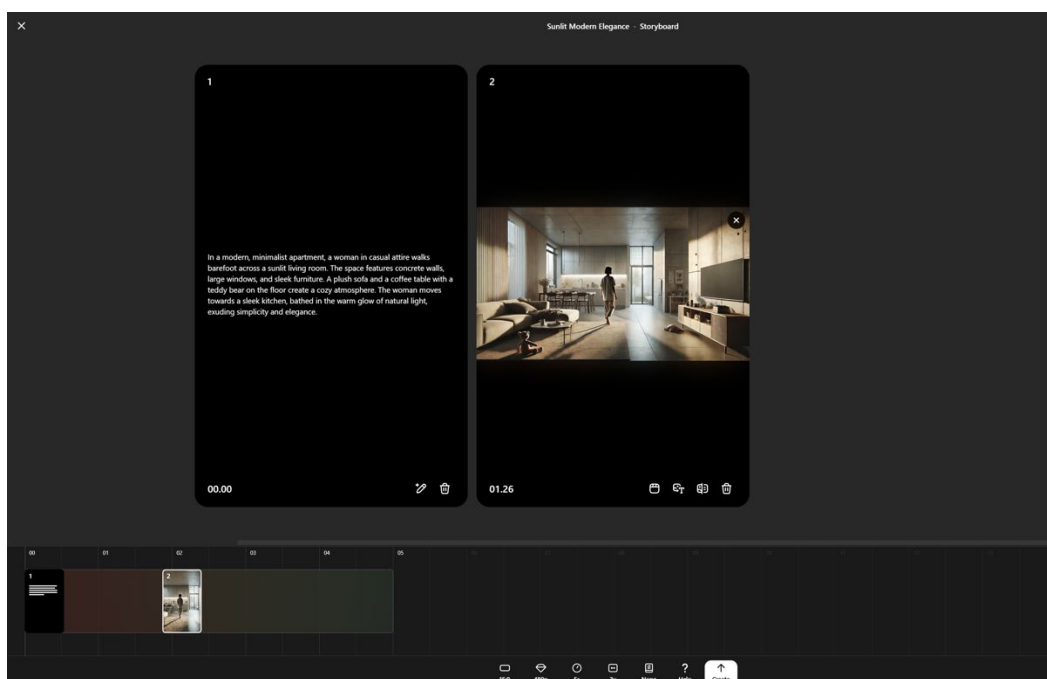 Sunlit Modern Elegance · Storyboard
1
2
In a modern, minimalist apartment, a woman in casual attire walks
barefoot across a sunlit living room. The space features concrete walls,
large windows, and sleek furniture. A plush sofa and a coffee table with a
teddy bear on the floor create a cozy atmosphere. The woman moves
towards a sleek kitchen, bathed in the warm glow of natural light,
exuding simplicity and elegance.
00.00
01.26
00 01 02 03 04 05
1
2